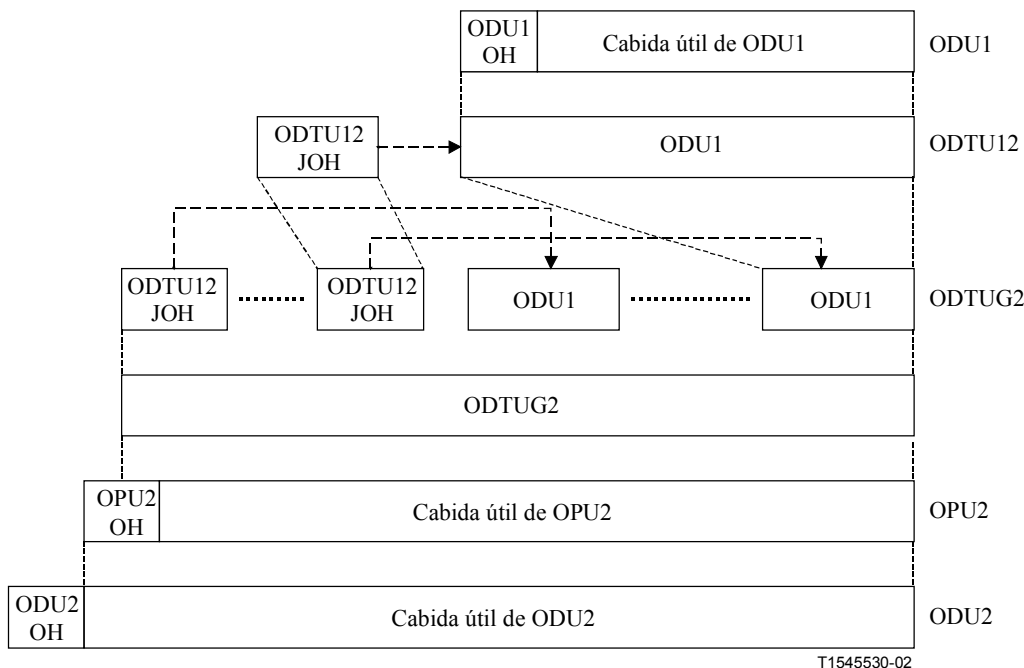 ODU1
OH
Cabida útil de ODU1
ODU1
ODTU12
JOH
ODU1
ODTU12
ODTU12
JOH
ODTU12
JOH
ODU1
ODU1
ODTUG2
ODTUG2
OPU2
OH
Cabida útil de OPU2
OPU2
ODU2
OH
Cabida útil de ODU2
ODU2
T1545530-02